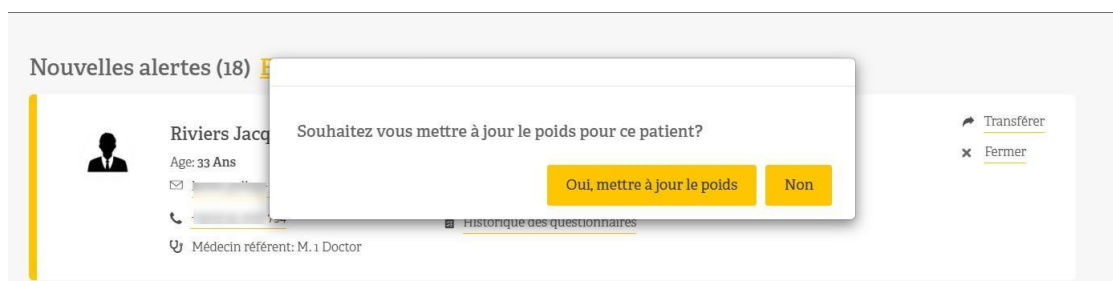 Nouvelles alertes (18)
Riviers Jacq
Age: 33 Ans
Médecin référent: M. 1 Doctor
Souhaitez vous mettre à jour le poids pour ce patient?
Oui, mettre à jour le poids
Non
Historique des questionnaires
Transférer
Fermer